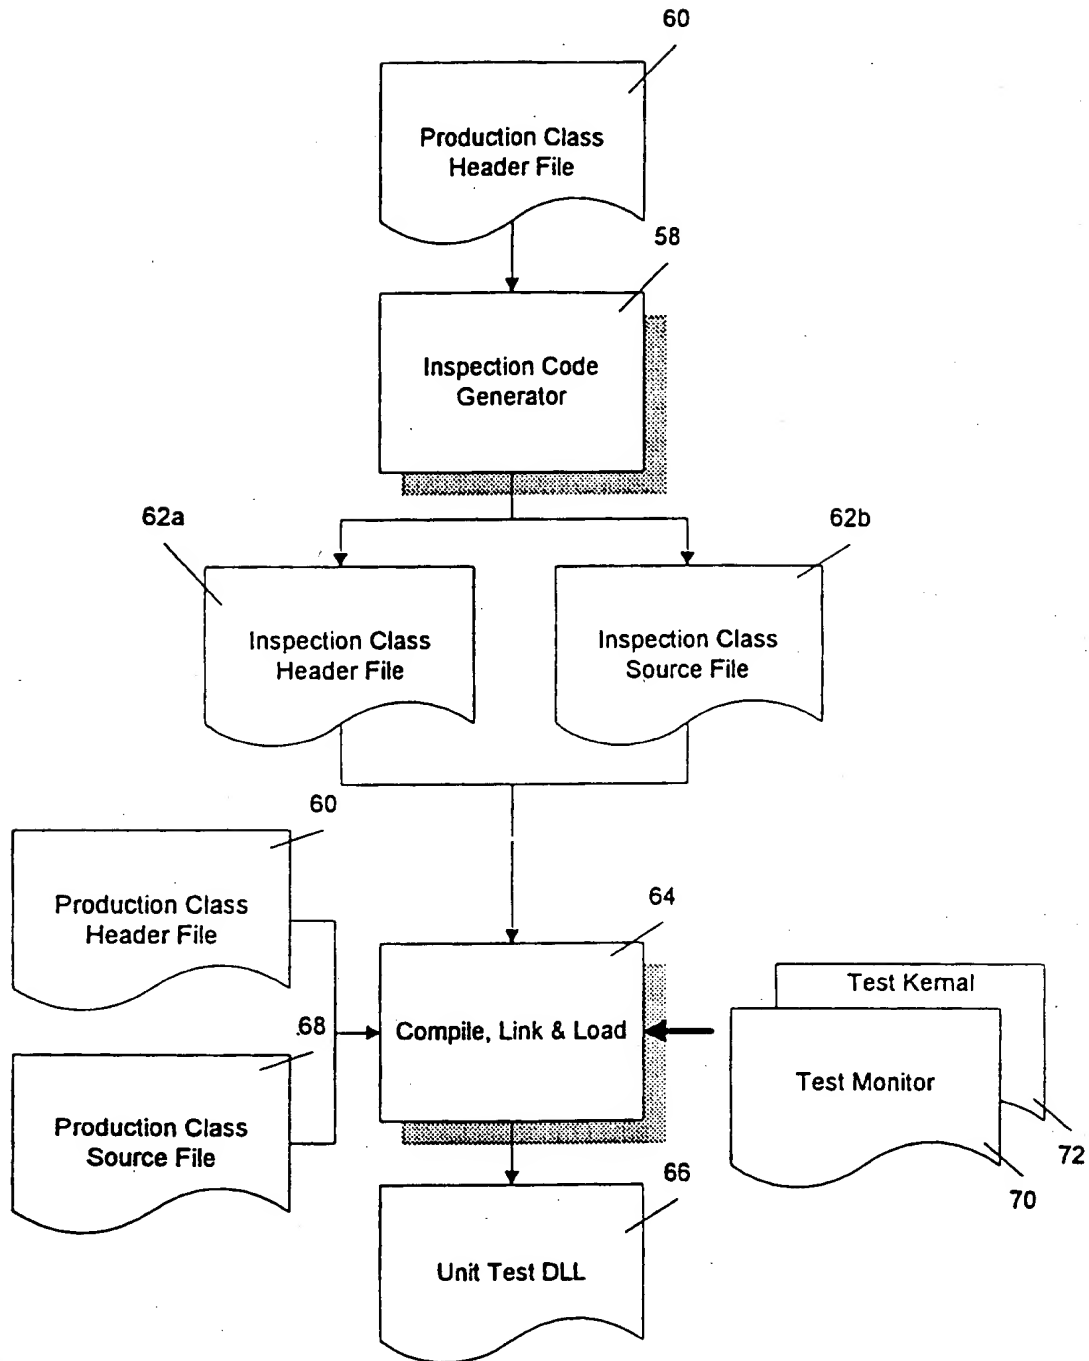 60
Production Class
Header File
58
Inspection Code
Generator
62a
62b
Inspection Class
Header File
Inspection Class
Source File
60
Production Class
Header File
64
Compile, Link & Load
Test Kernal
Test Monitor
72
70
68
Production Class
Source File
66
Unit Test DLL